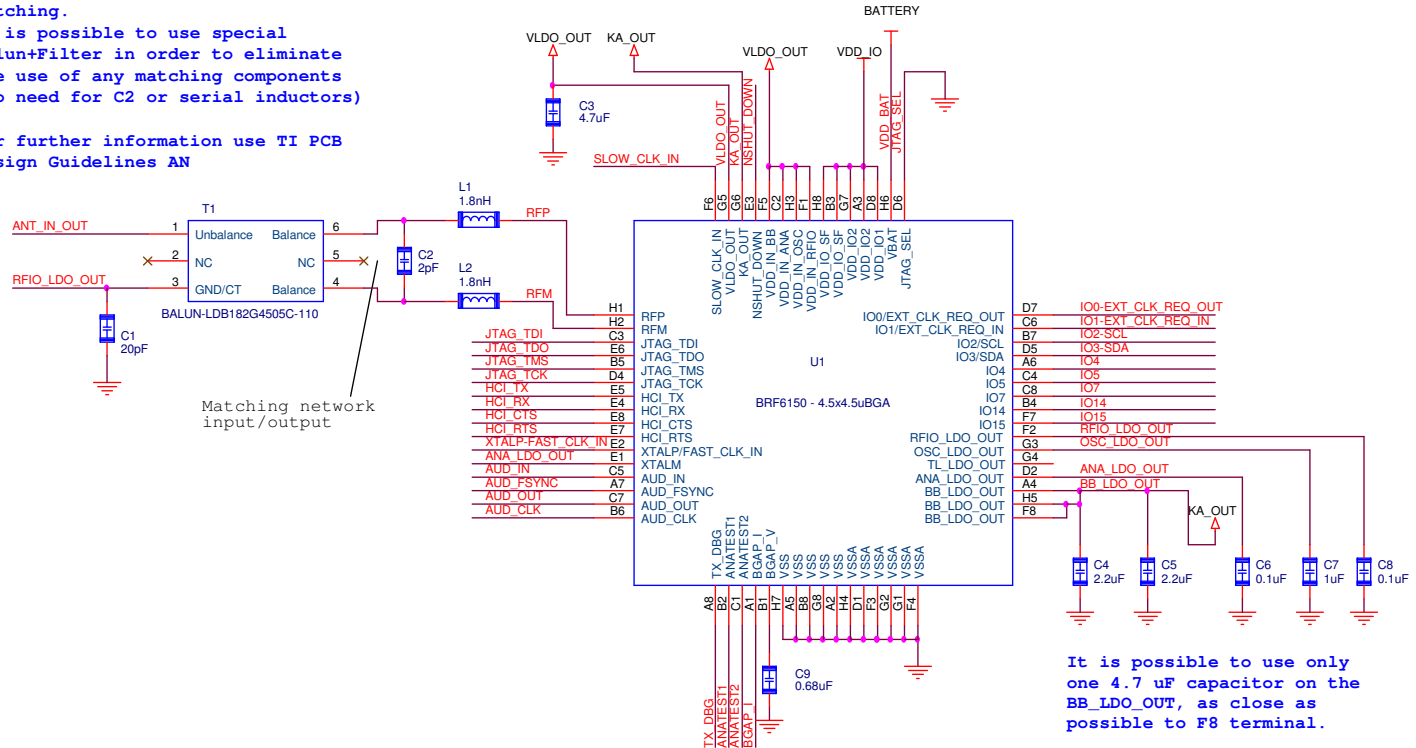 tching.
is possible to use special
lun+Filter in order to eliminate
e use of any matching components
o need for C2 or serial inductors)
r further information use TI PCB
sign Guidelines AN
BATTERY
VLDO_OUT
KA_OUT
VLDO_OUT
VDD_IO
C3
4.7uF
SLOW_CLK_IN
VLDO_OUT
KA_OUT
NSHUT_DOWN
VDD_BAT
JTAG_SEL
F6
G5
G6
E3
F5
C2
H3
F1
H8
B3
G7
A3
D8
H6
D6
SLOW_CLK_IN
VLDO_OUT
KA_OUT
NSHUT_DOWN
VDD_IN_BB
VDD_IN_ANA
VDD_IN_OSC
VDD_IN_RFIO
VDD_IO_SF
VDD_IO_SF
VDD_IO2
VDD_IO2
VDD_IO1
VBAT
JTAG_SEL
T1
ANT_IN_OUT
1
Unbalance
Balance
6
2
NC
NC
5
RFIO_LDO_OUT
3
GND/CT
Balance
4
BALUN-LDB182G4505C-110
C1
20pF
C2
2pF
L1
1.8nH
RFP
L2
1.8nH
RFM
Matching network
input/output
H1
RFP
H2
RFM
JTAG_TDI
C3
JTAG_TDI
JTAG_TDO
E6
JTAG_TDO
JTAG_TMS
B5
JTAG_TMS
JTAG_TCK
D4
JTAG_TCK
HCI_TX
E5
HCI_TX
HCI_RX
E4
HCI_RX
HCI_CTS
E8
HCI_CTS
HCI_RTS
E7
HCI_RTS
XTALP-FAST_CLK_IN
E2
XTALP/FAST_CLK_IN
ANA_LDO_OUT
E1
XTALM
AUD_IN
C5
AUD_IN
AUD_FSYNC
A7
AUD_FSYNC
AUD_OUT
C7
AUD_OUT
AUD_CLK
B6
AUD_CLK
U1
BRF6150 - 4.5x4.5uBGA
IO0/EXT_CLK_REQ_OUT
D7
IO0-EXT_CLK_REQ_OUT
IO1/EXT_CLK_REQ_IN
C6
IO1-EXT_CLK_REQ_IN
IO2/SCL
B7
IO2-SCL
IO3/SDA
D5
IO3-SDA
IO4
A6
IO4
IO5
C4
IO5
IO7
C8
IO7
IO14
B4
IO14
IO15
F7
IO15
RFIO_LDO_OUT
F2
RFIO_LDO_OUT
OSC_LDO_OUT
G3
OSC_LDO_OUT
TL_LDO_OUT
G4
ANA_LDO_OUT
D2
ANA_LDO_OUT
BB_LDO_OUT
A4
BB_LDO_OUT
BB_LDO_OUT
H5
BB_LDO_OUT
F8
KA_OUT
C4
2.2uF
C5
2.2uF
C6
0.1uF
C7
1uF
C8
0.1uF
TX_DBG
ANATEST1
ANATEST2
BGAP_I
BGAP_V
VSS
VSS
VSS
VSS
VSS
VSSA
VSSA
VSSA
VSSA
VSSA
VSSA
A8
B2
C1
A1
B1
H7
A5
B8
G8
A2
H4
D1
F3
G2
G1
F4
TX_DBG
ANATEST1
ANATEST2
BGAP_I
C9
0.68uF
It is possible to use only
one 4.7 uF capacitor on the
BB_LDO_OUT, as close as
possible to F8 terminal.